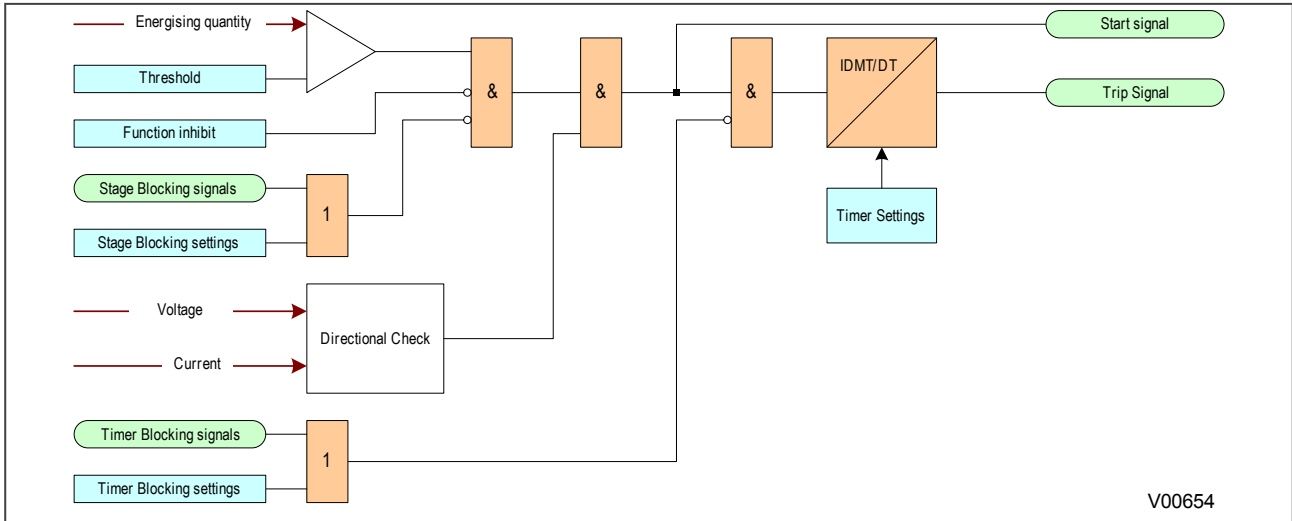 Energising quantity
Start signal
Threshold
&
&
&
IDMT/DT
Trip Signal
Function inhibit
Stage Blocking signals
1
Timer Settings
Stage Blocking settings
Voltage
Directional Check
Current
Timer Blocking signals
1
Timer Blocking settings
V00654